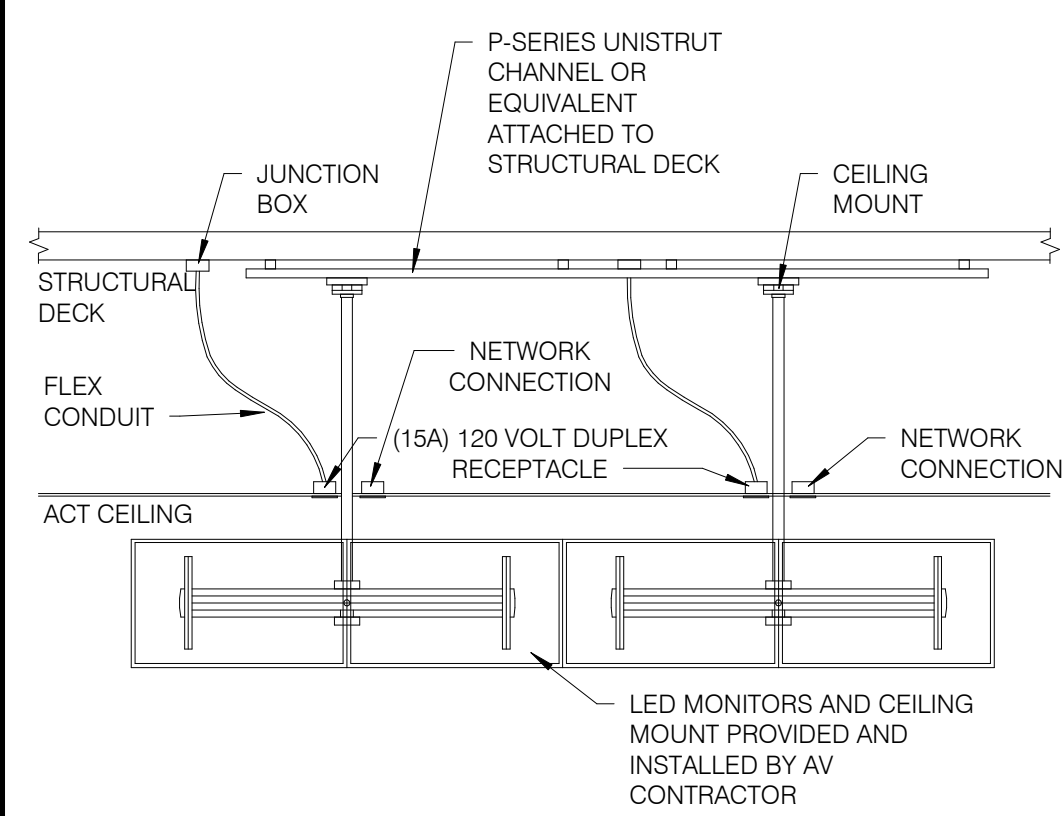 P-SERIES UNISTRUT
CHANNEL OR
EQUIVALENT
ATTACHED TO
STRUCTURAL DECK
JUNCTION
BOX
CEILING
MOUNT
STRUCTURAL
DECK
NETWORK
CONNECTION
FLEX
CONDUIT
(15A) 120 VOLT DUPLEX
RECEPTACLE
NETWORK
CONNECTION
ACT CEILING
LED MONITORS AND CEILING
MOUNT PROVIDED AND
INSTALLED BY AV
CONTRACTOR